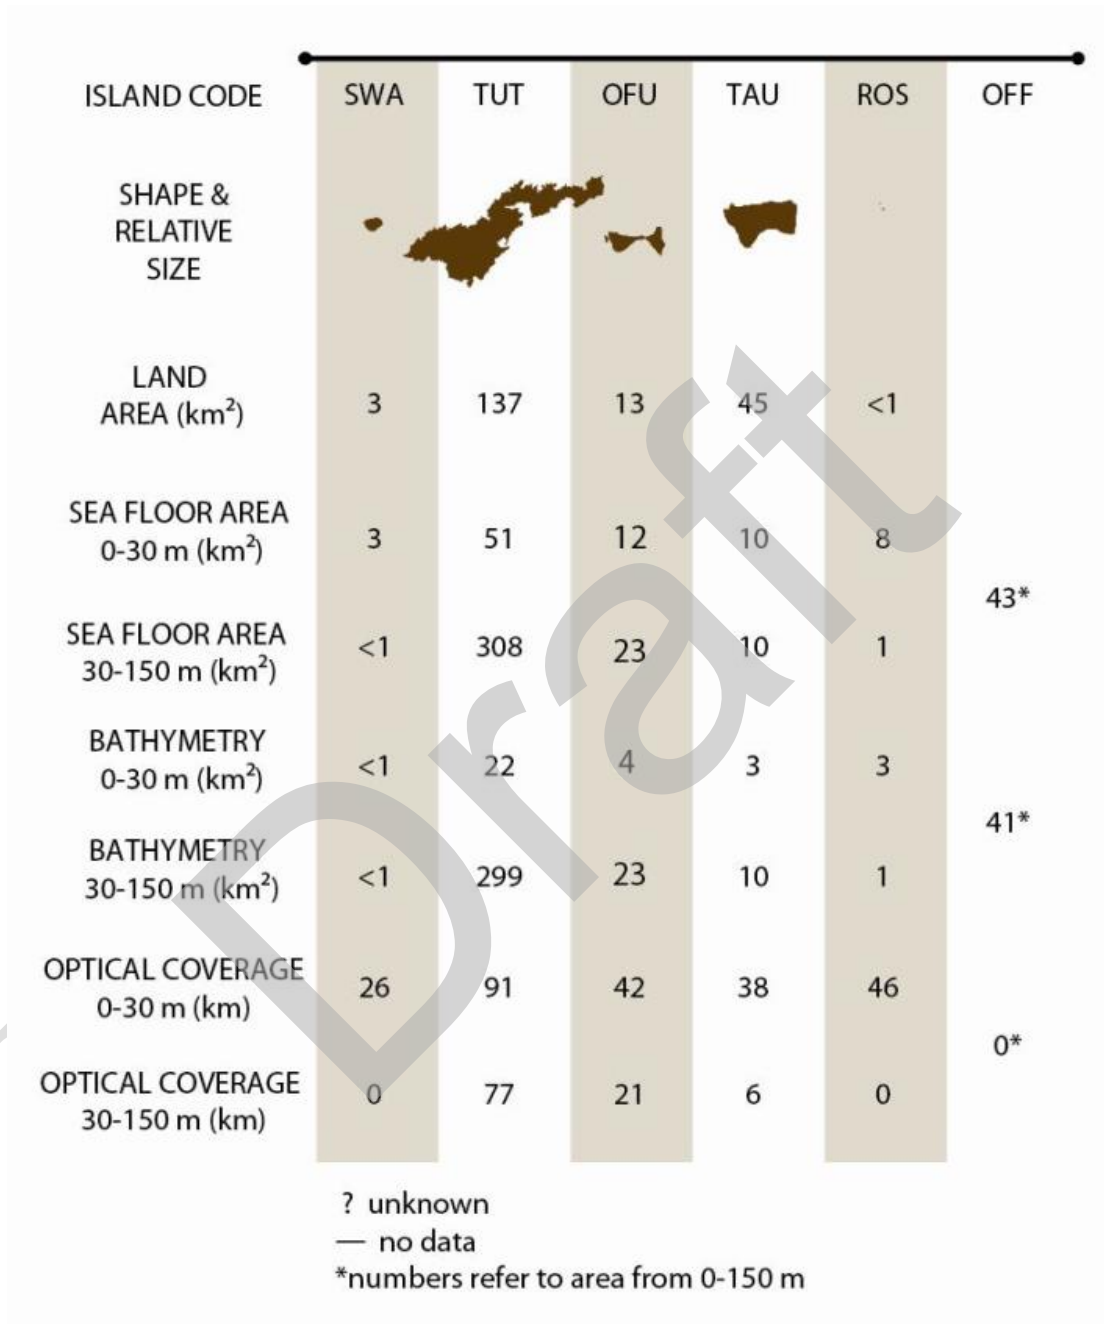 ISLAND CODE SWA TUT OFU TAU ROS OFF
SHAPE &
RELATIVE
SIZE
LAND
AREA (km²) 3 137 13 45 <1
SEA FLOOR AREA
0-30 m (km²) 3 51 12 10 8
43*
SEA FLOOR AREA
30-150 m (km²) <1 308 23 10 1
BATHYMETRY
0-30 m (km²) <1 22 4 3 3
41*
BATHYMETRY
30-150 m (km²) <1 299 23 10 1
OPTICAL COVERAGE
0-30 m (km) 26 91 42 38 46
0*
OPTICAL COVERAGE
30-150 m (km) 0 77 21 6 0
? unknown
— no data
*numbers refer to area from 0-150 m
Draft